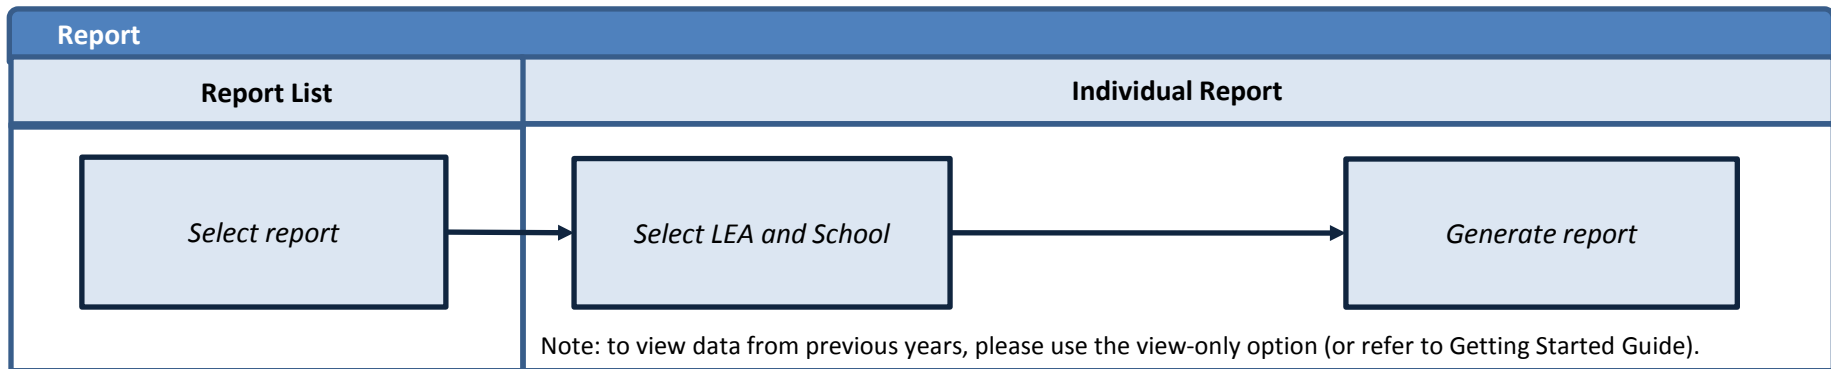 Report
Report List
Individual Report
Select report
Select LEA and School
Generate report
Note: to view data from previous years, please use the view-only option (or refer to Getting Started Guide).